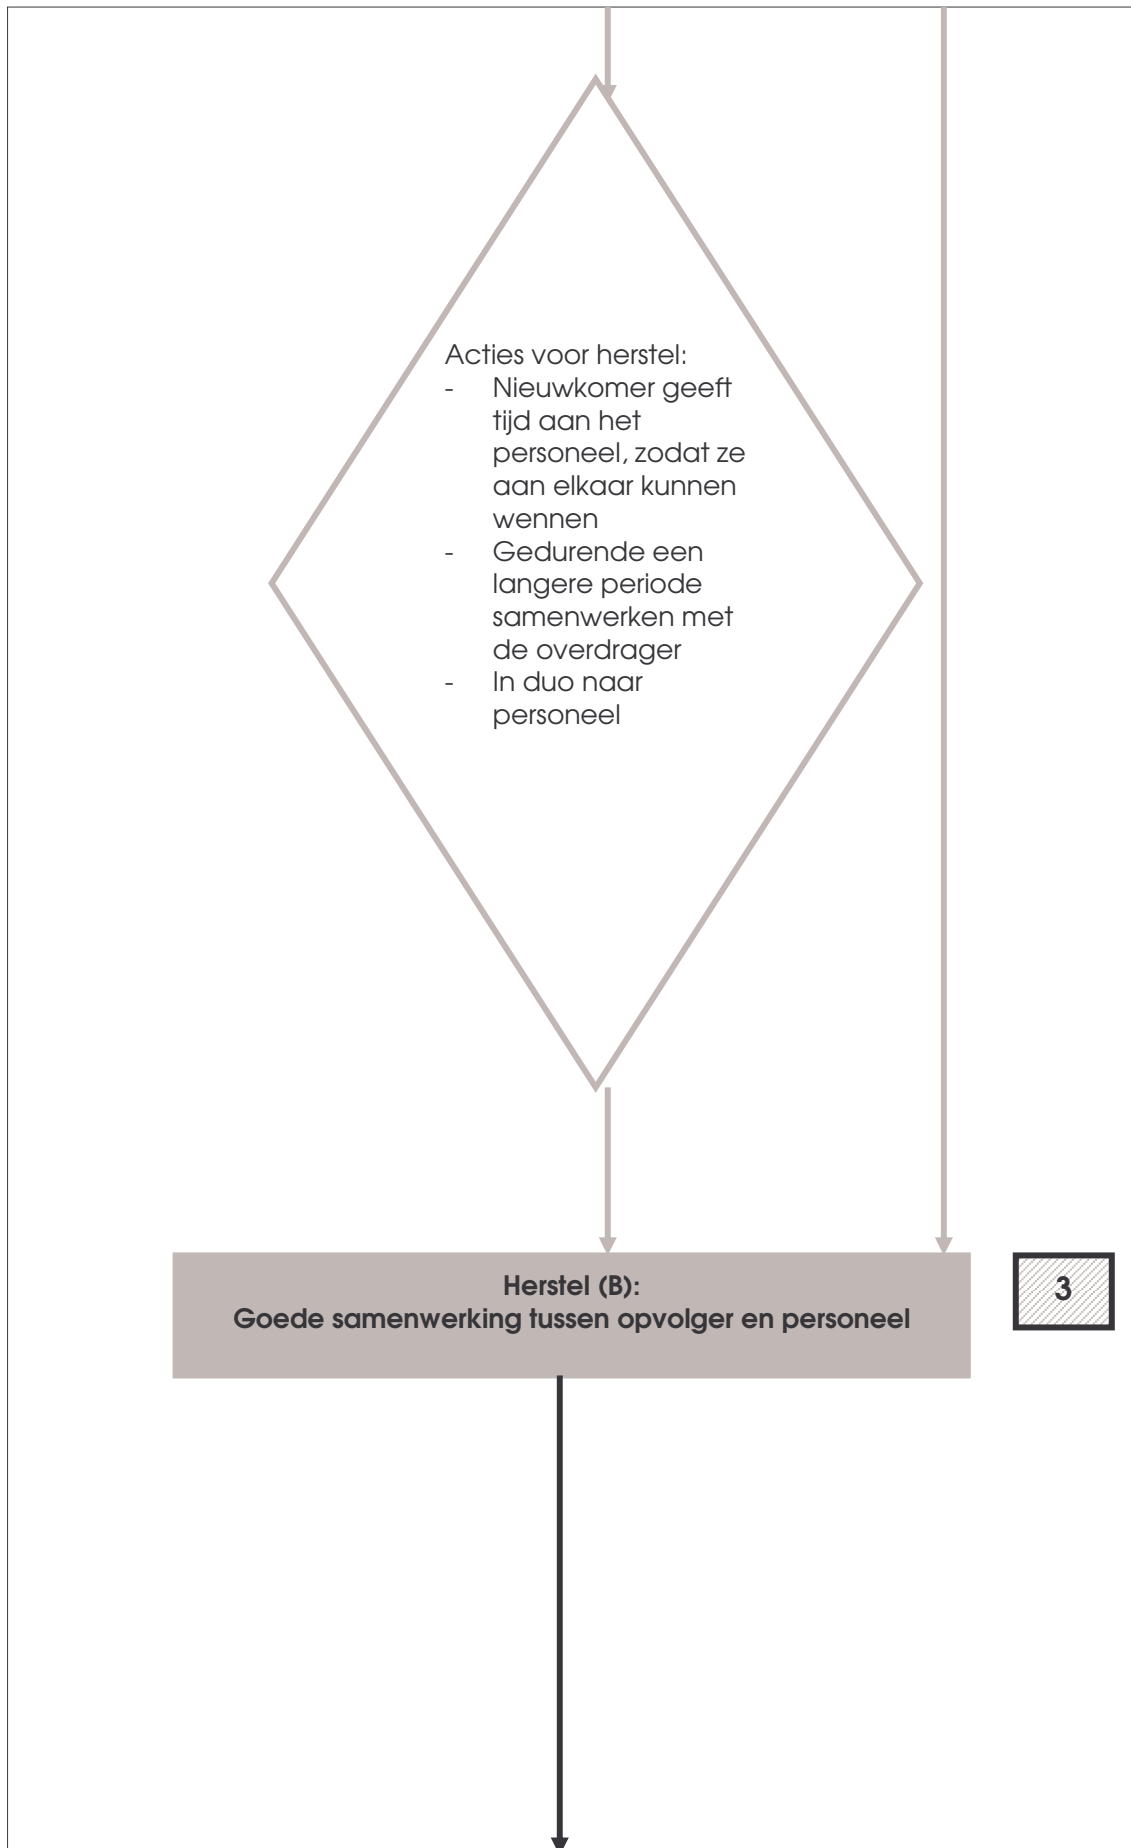 Acties voor herstel:
- Nieuwkomer geeft
tijd aan het
personeel, zodat ze
aan elkaar kunnen
wennen
- Gedurende een
langere periode
samenwerken met
de overdrager
- In duo naar
personeel
Herstel (B):
Goede samenwerking tussen opvolger en personeel
3